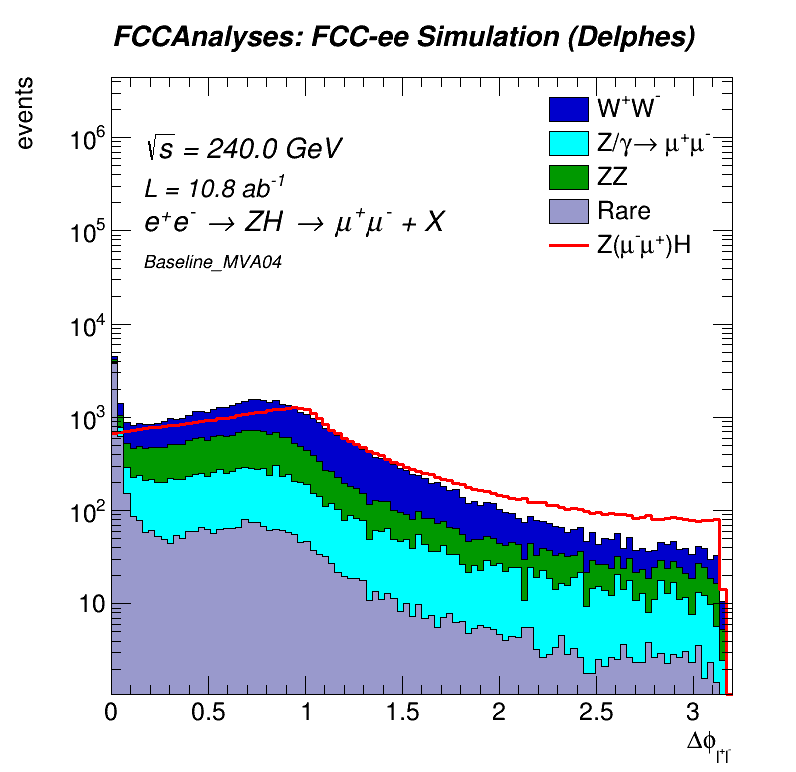 FCCAnalyses: FCC-ee Simulation (Delphes)
events
√s = 240.0 GeV
L = 10.8 ab⁻¹
e⁺e⁻ → ZH → μ⁺μ⁻ + X
Baseline_MVA04
W⁺W⁻
Z/γ→ μ⁺μ⁻
ZZ
Rare
Z(μ⁻μ⁺)H
10⁶
10⁵
10⁴
10³
10²
10
0 0.5 1 1.5 2 2.5 3
Δϕ_{l⁺l⁻}